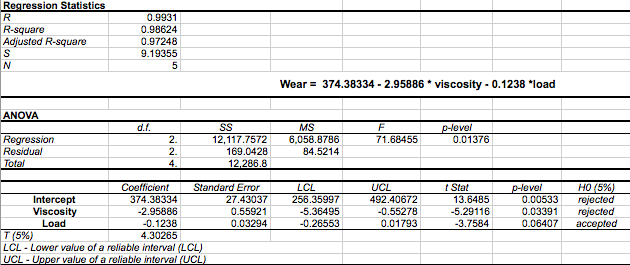 Regression Statistics
R 0.9931
R-square 0.98624
Adjusted R-square 0.97248
S 9.19355
N 5
Wear = 374.38334 - 2.95886 * viscosity - 0.1238 *load
ANOVA
d.f. SS MS F p-level
Regression 2. 12,117.7572 6,058.8786 71.68455 0.01376
Residual 2. 169.0428 84.5214
Total 4. 12,286.8
Coefficient Standard Error LCL UCL t Stat p-level H0 (5%)
Intercept 374.38334 27.43037 256.35997 492.40672 13.6485 0.00533 rejected
Viscosity -2.95886 0.55921 -5.36495 -0.55278 -5.29116 0.03391 rejected
Load -0.1238 0.03294 -0.26553 0.01793 -3.7584 0.06407 accepted
T (5%) 4.30265
LCL - Lower value of a reliable interval (LCL)
UCL - Upper value of a reliable interval (UCL)